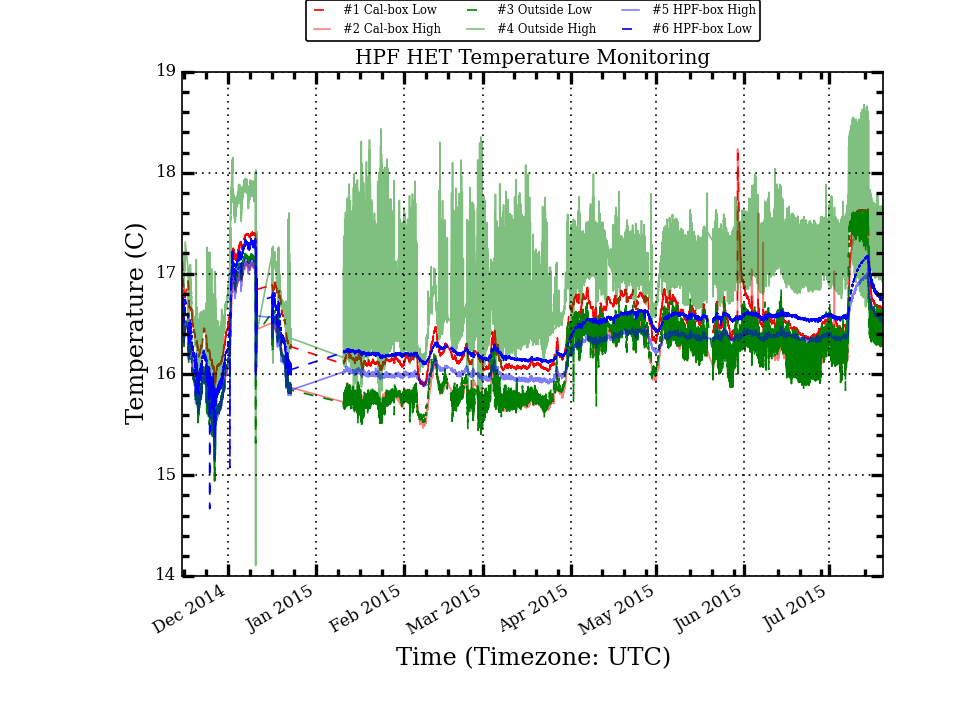 #1 Cal-box Low #3 Outside Low #5 HPF-box High
#2 Cal-box High #4 Outside High #6 HPF-box Low
HPF HET Temperature Monitoring
19
18
17
16
15
14
Temperature (C)
Dec 2014 Jan 2015 Feb 2015 Mar 2015 Apr 2015 May 2015 Jun 2015 Jul 2015
Time (Timezone: UTC)